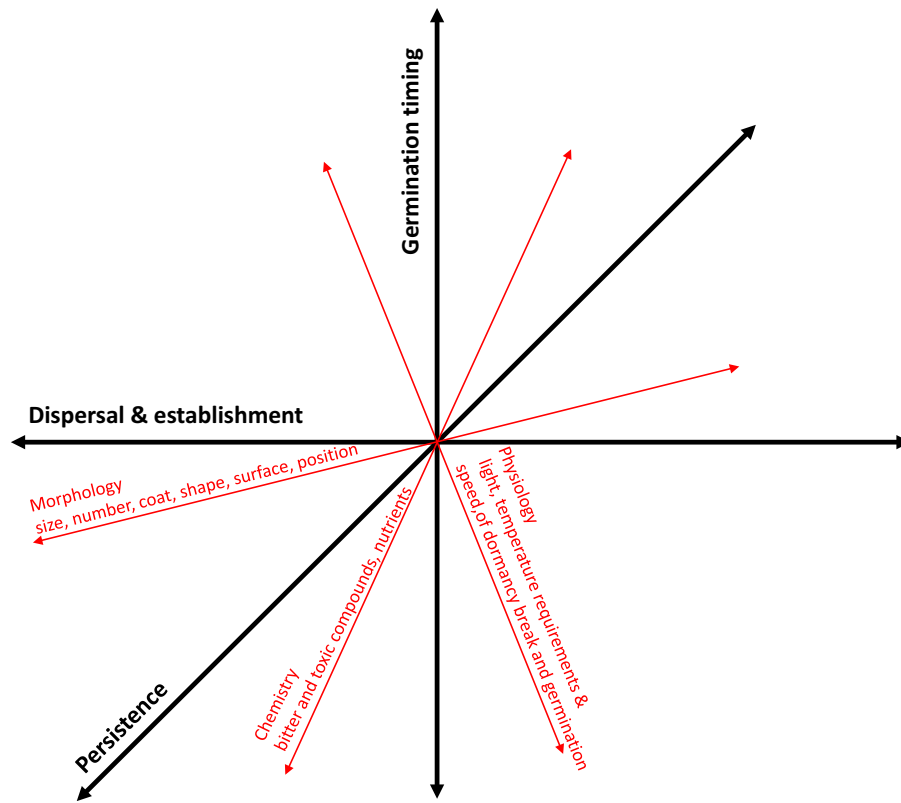 Germination timing
Dispersal & establishment
Morphology
size, number, coat, shape, surface, position
Persistence
Chemistry
bitter and toxic compounds, nutrients
Physiology
light, temperature requirements &
speed,of dormancy break and germination